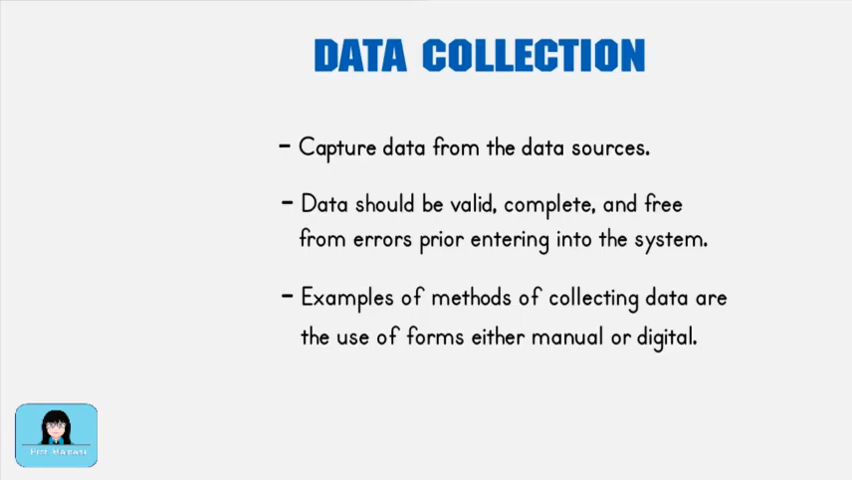 DATA COLLECTION
- Capture data from the data sources.
- Data should be valid, complete, and free
from errors prior entering into the system.
- Examples of methods of collecting data are
the use of forms either manual or digital.